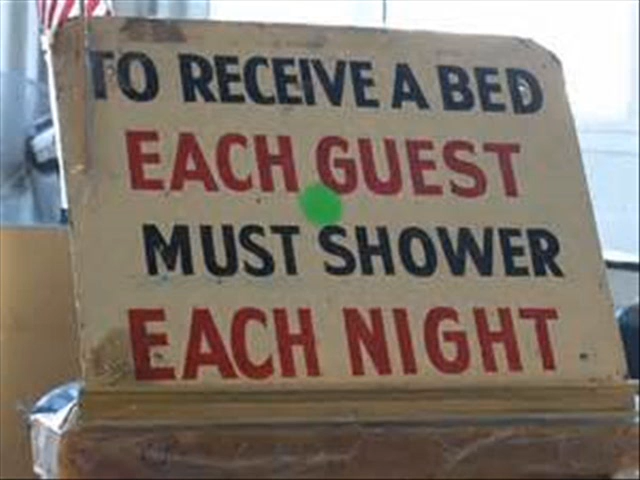 TO RECEIVE A BED
EACH GUEST
MUST SHOWER
EACH NIGHT